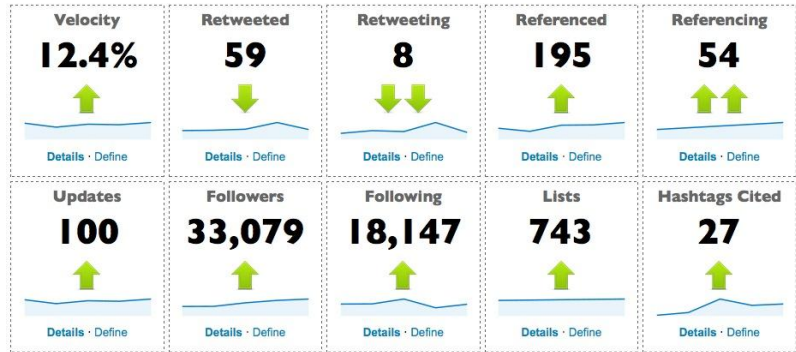 Velocity
12.4%
Details · Define
Retweeted
59
Details · Define
Retweeting
8
Details · Define
Referenced
195
Details · Define
Referencing
54
Details · Define
Updates
100
Details · Define
Followers
33,079
Details · Define
Following
18,147
Details · Define
Lists
743
Details · Define
Hashtags Cited
27
Details · Define